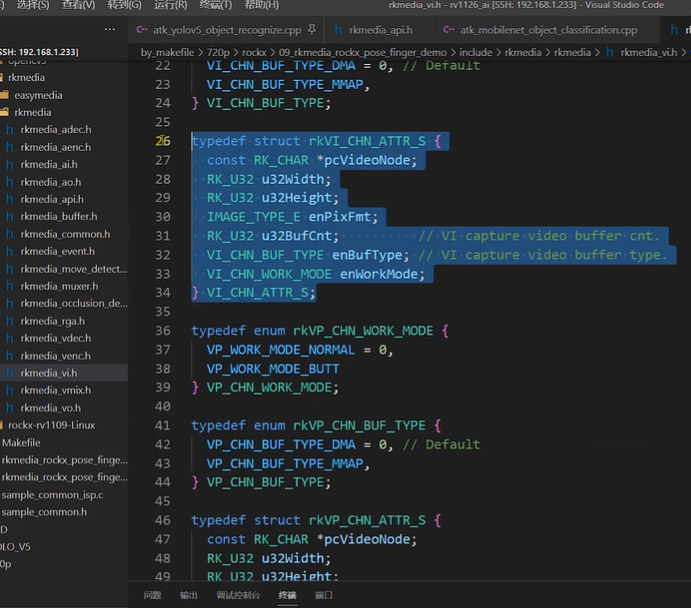 选择(S) 查看(V) 转到(G) 运行(R) 终端(T) 帮助(H)
rkmedia_vi.h - rv1126_ai [SSH: 192.168.1.233] - Visual Studio Code
atk_yolov5_object_recognize.cpp
rkmedia_api.h
atk_mobilenet_object_classification.cpp
rk
SSH: 192.168.1.233]
by_makefile > 720p > rockx > 09_rkmedia_rockx_pose_finger_demo > include > rkmedia > rkmedia > rkmedia_vi.h >
rkmedia
easymedia
rkmedia
rkmedia_adec.h
rkmedia_aenc.h
rkmedia_ai.h
rkmedia_ao.h
rkmedia_api.h
rkmedia_buffer.h
rkmedia_common.h
rkmedia_event.h
rkmedia_move_detect...
rkmedia_muxer.h
rkmedia_occlusion_de...
rkmedia_rga.h
rkmedia_vdec.h
rkmedia_venc.h
rkmedia_vi.h
rkmedia_vmix.h
rkmedia_vo.h
rockx-rv1109-Linux
Makefile
rkmedia_rockx_pose_finge...
rkmedia_rockx_pose_finge...
sample_common_isp.c
sample_common.h
D
OLO_V5
0p
22 VI_CHN_BUF_TYPE_DMA = 0, // Default
23 VI_CHN_BUF_TYPE_MMAP,
24 } VI_CHN_BUF_TYPE;
25
26 typedef struct rkVI_CHN_ATTR_S {
27 const RK_CHAR *pcVideoNode;
28 RK_U32 u32Width;
29 RK_U32 u32Height;
30 IMAGE_TYPE_E enPixFmt;
31 RK_U32 u32BufCnt; // VI capture video buffer cnt.
32 VI_CHN_BUF_TYPE enBufType; // VI capture video buffer type.
33 VI_CHN_WORK_MODE enWorkMode;
34 } VI_CHN_ATTR_S;
35
36 typedef enum rkVP_CHN_WORK_MODE {
37 VP_WORK_MODE_NORMAL = 0,
38 VP_WORK_MODE_BUTT
39 } VP_CHN_WORK_MODE;
40
41 typedef enum rkVP_CHN_BUF_TYPE {
42 VP_CHN_BUF_TYPE_DMA = 0, // Default
43 VP_CHN_BUF_TYPE_MMAP,
44 } VP_CHN_BUF_TYPE;
45
46 typedef struct rkVP_CHN_ATTR_S {
47 const RK_CHAR *pcVideoNode;
48 RK_U32 u32Width;
49 RK_U32 u32Height;
问题 输出 调试控制台 终端 端口